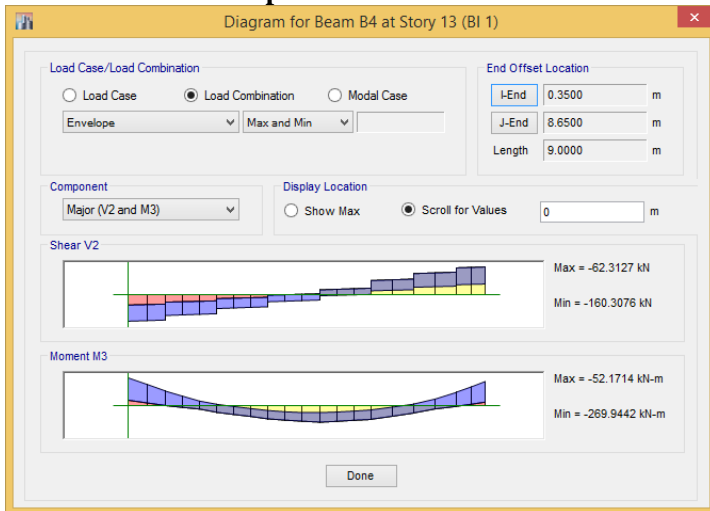 Diagram for Beam B4 at Story 13 (BI 1)
Load Case/Load Combination
Load Case
Load Combination
Modal Case
Envelope
Max and Min
End Offset Location
I-End 0.3500 m
J-End 8.6500 m
Length 9.0000 m
Component
Major (V2 and M3)
Display Location
Show Max
Scroll for Values
0 m
Shear V2
Max = -62.3127 kN
Min = -160.3076 kN
Moment M3
Max = -52.1714 kN-m
Min = -269.9442 kN-m
Done